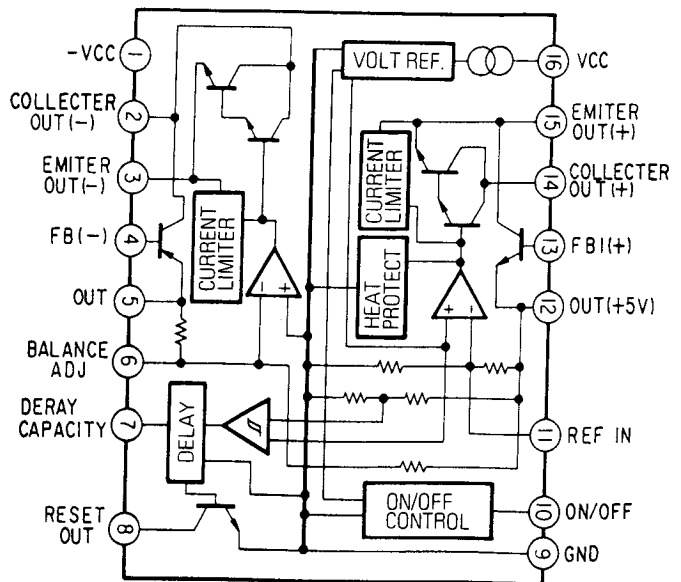 -VCC
1
COLLECTER
OUT(-)
2
EMITER
OUT(-)
3
FB(-)
4
OUT
5
BALANCE
ADJ
6
DERAY
CAPACITY
7
RESET
OUT
8
VOLT REF.
CURRENT
LIMITER
- +
CURRENT
LIMITER
HEAT
PROTECT
+ -
DELAY
ON/OFF
CONTROL
16
VCC
15
EMITER
OUT(+)
14
COLLECTER
OUT(+)
13
FBI(+)
12
OUT(+5V)
11
REF IN
10
ON/OFF
9
GND